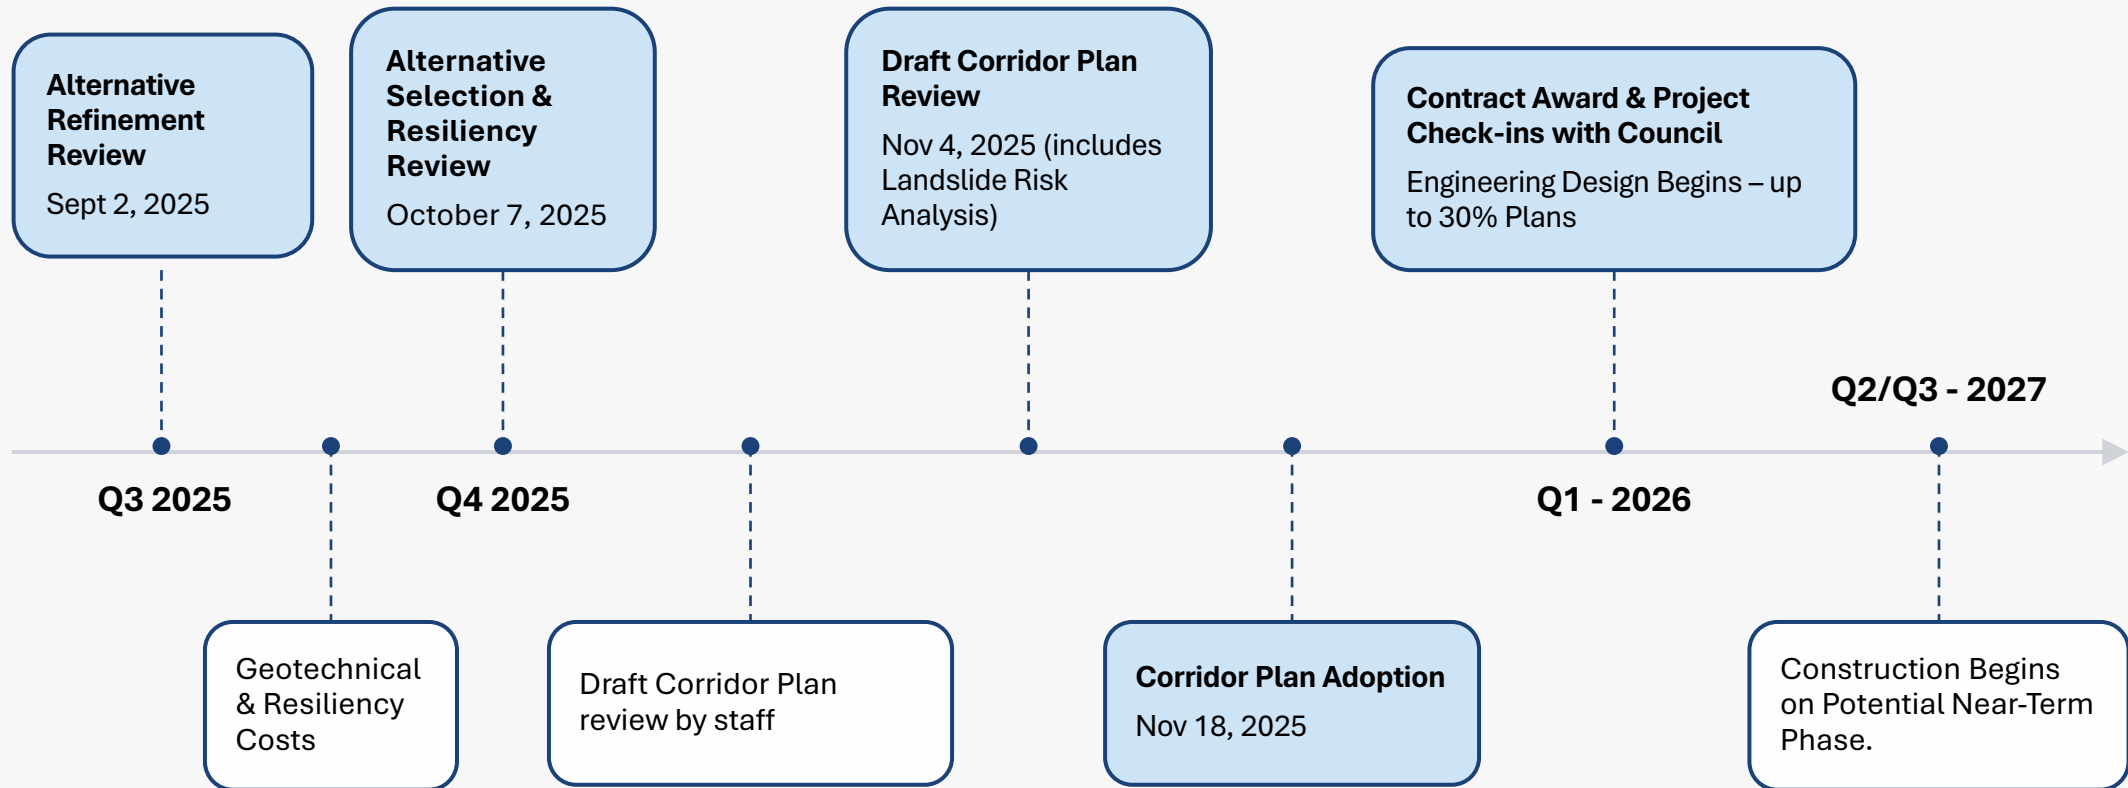 Alternative
Refinement
Review
Sept 2, 2025
Alternative
Selection &
Resiliency
Review
October 7, 2025
Draft Corridor Plan
Review
Nov 4, 2025 (includes
Landslide Risk
Analysis)
Contract Award & Project
Check-ins with Council
Engineering Design Begins – up
to 30% Plans
Q2/Q3 - 2027
Q3 2025
Q4 2025
Q1 - 2026
Geotechnical
& Resiliency
Costs
Draft Corridor Plan
review by staff
Corridor Plan Adoption
Nov 18, 2025
Construction Begins
on Potential Near-Term
Phase.